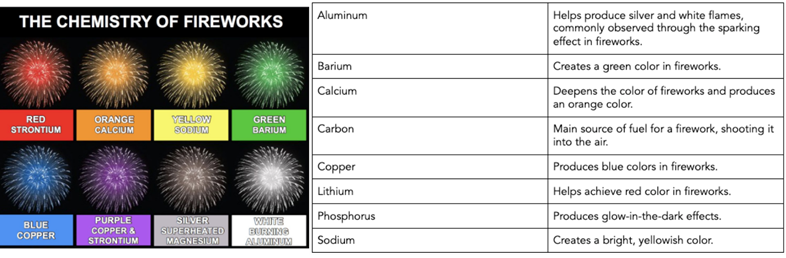 THE CHEMISTRY OF FIREWORKS
RED
STRONTIUM
ORANGE
CALCIUM
YELLOW
SODIUM
GREEN
BARIUM
BLUE
COPPER
PURPLE
COPPER &
STRONTIUM
SILVER
SUPERHEATED
MAGNESIUM
WHITE
BURNING
ALUMINUM
Aluminum
Helps produce silver and white flames,
commonly observed through the sparking
effect in fireworks.
Barium
Creates a green color in fireworks.
Calcium
Deepens the color of fireworks and produces
an orange color.
Carbon
Main source of fuel for a firework, shooting it
into the air.
Copper
Produces blue colors in fireworks.
Lithium
Helps achieve red color in fireworks.
Phosphorus
Produces glow-in-the-dark effects.
Sodium
Creates a bright, yellowish color.